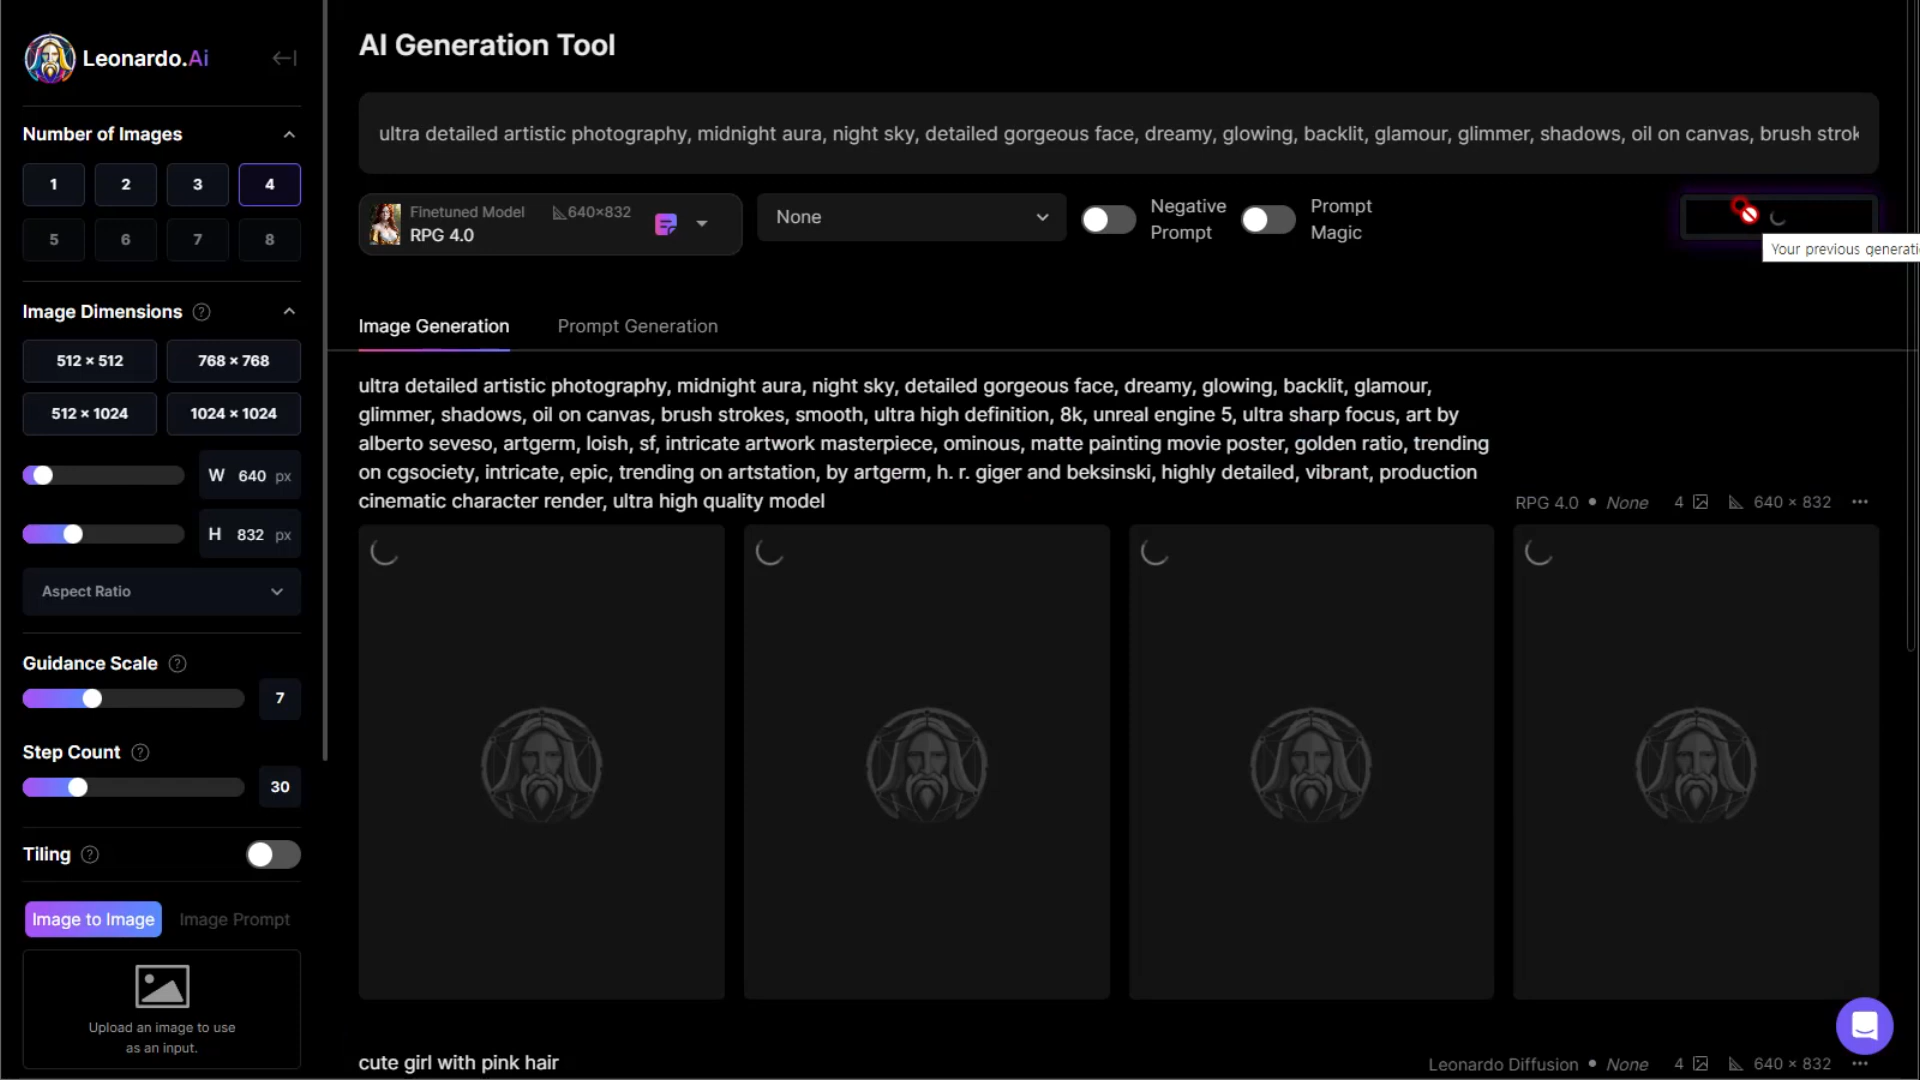 Leonardo.Ai
Number of Images
1 2 3 4
5 6 7 8
Image Dimensions ?
512 × 512 768 × 768
512 × 1024 1024 × 1024
W 640 px
H 832 px
Aspect Ratio
Guidance Scale ?
7
Step Count ?
30
Tiling ?
Image to Image Image Prompt
Upload an image to use
as an input.
AI Generation Tool
ultra detailed artistic photography, midnight aura, night sky, detailed gorgeous face, dreamy, glowing, backlit, glamour, glimmer, shadows, oil on canvas, brush strok
Finetuned Model 640×832
RPG 4.0
None
Negative
Prompt
Prompt
Magic
Your previous generati
Image Generation Prompt Generation
ultra detailed artistic photography, midnight aura, night sky, detailed gorgeous face, dreamy, glowing, backlit, glamour,
glimmer, shadows, oil on canvas, brush strokes, smooth, ultra high definition, 8k, unreal engine 5, ultra sharp focus, art by
alberto seveso, artgerm, loish, sf, intricate artwork masterpiece, ominous, matte painting movie poster, golden ratio, trending
on cgsociety, intricate, epic, trending on artstation, by artgerm, h. r. giger and beksinski, highly detailed, vibrant, production
cinematic character render, ultra high quality model
RPG 4.0 • None 4 640 × 832 ...
cute girl with pink hair
Leonardo Diffusion • None 4 640 × 832 ...